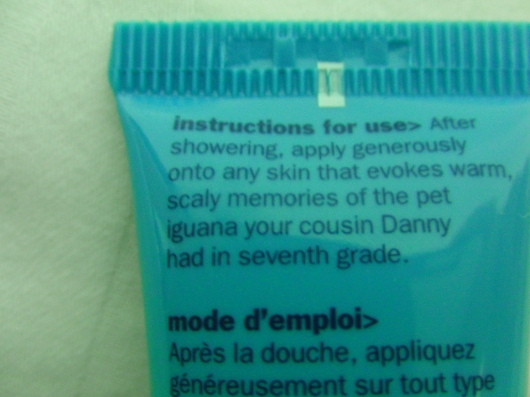 instructions for use> After
showering, apply generously
onto any skin that evokes warm,
scaly memories of the pet
iguana your cousin Danny
had in seventh grade.
mode d'emploi>
Après la douche, appliquez
généreusement sur tout type